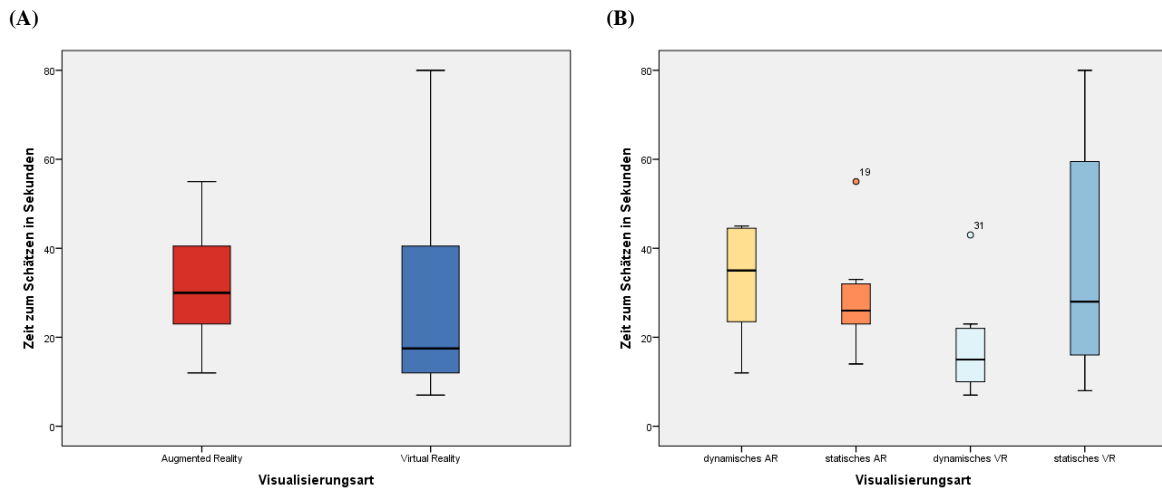 (A)
Zeit zum Schätzen in Sekunden
80
60
40
20
0
Augmented Reality
Virtual Reality
Visualisierungsart
(B)
Zeit zum Schätzen in Sekunden
80
60
40
20
0
19
31
dynamisches AR
statisches AR
dynamisches VR
statisches VR
Visualisierungsart